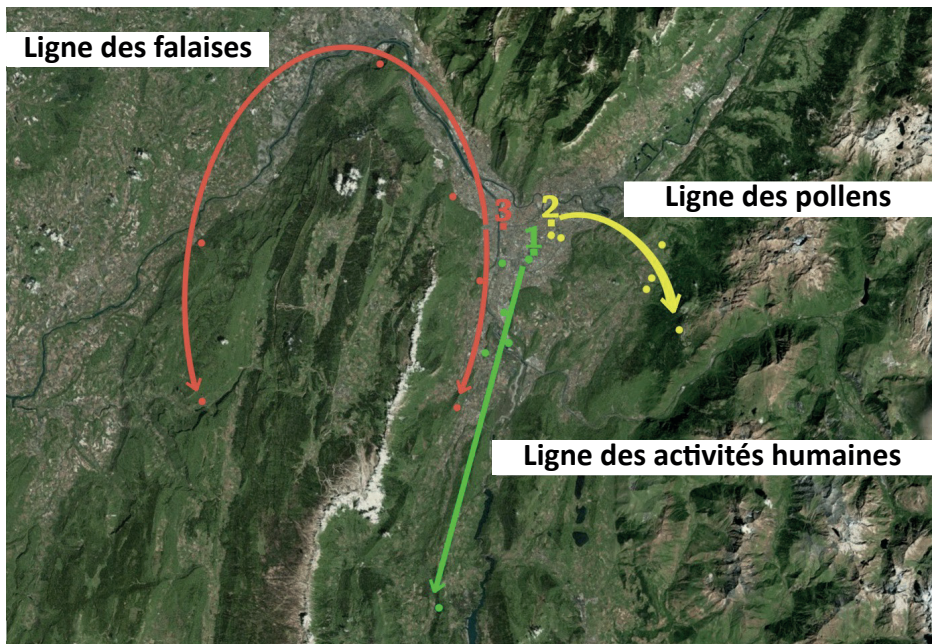 Ligne des falaises
Ligne des pollens
3
2
1
Ligne des activités humaines